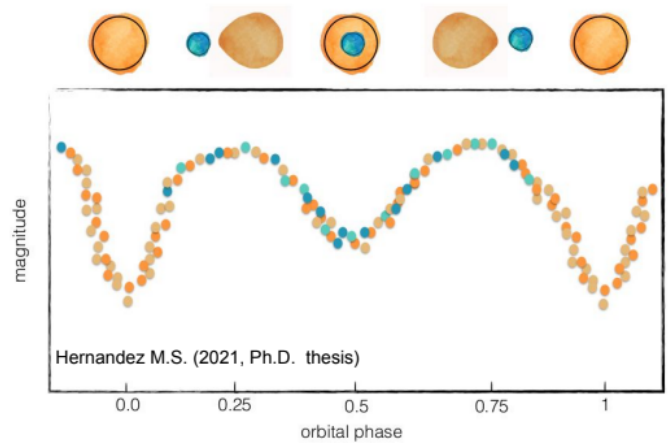 magnitude
Hernandez M.S. (2021, Ph.D. thesis)
0.0 0.25 0.5 0.75 1
orbital phase